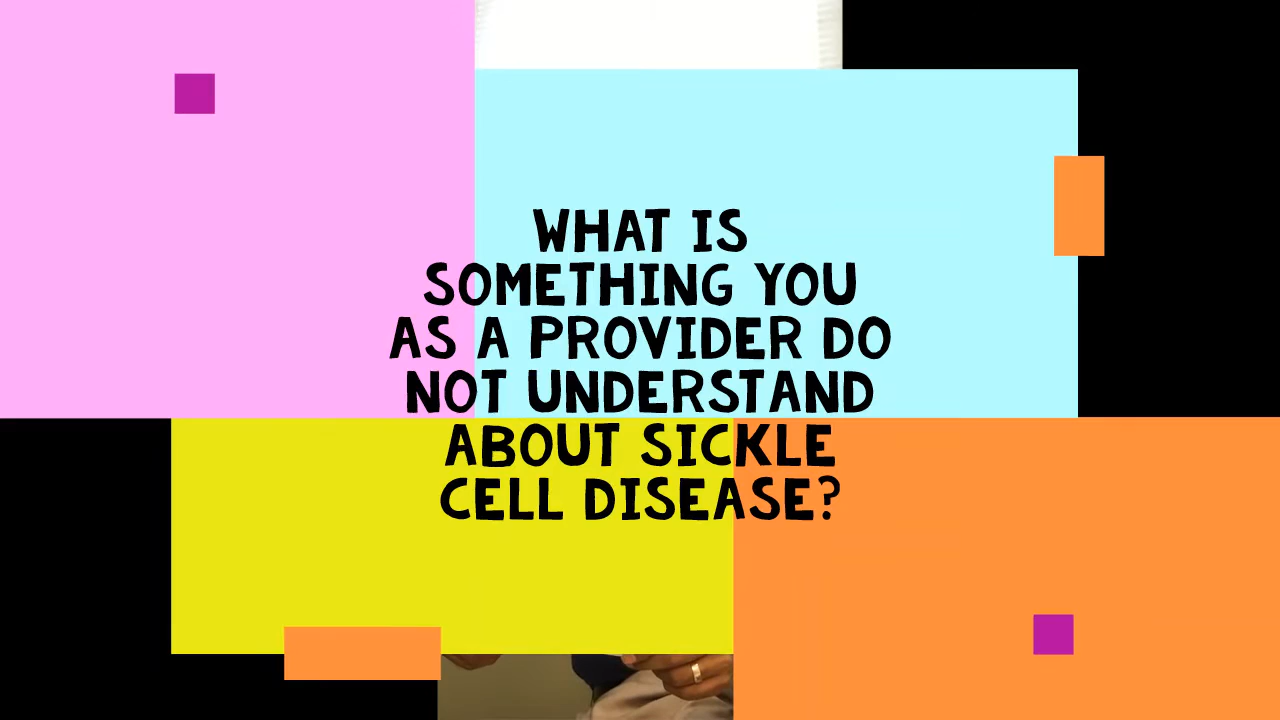 WHAT IS
SOMETHING YOU
AS A PROVIDER DO
NOT UNDERSTAND
ABOUT SICKLE
CELL DISEASE?